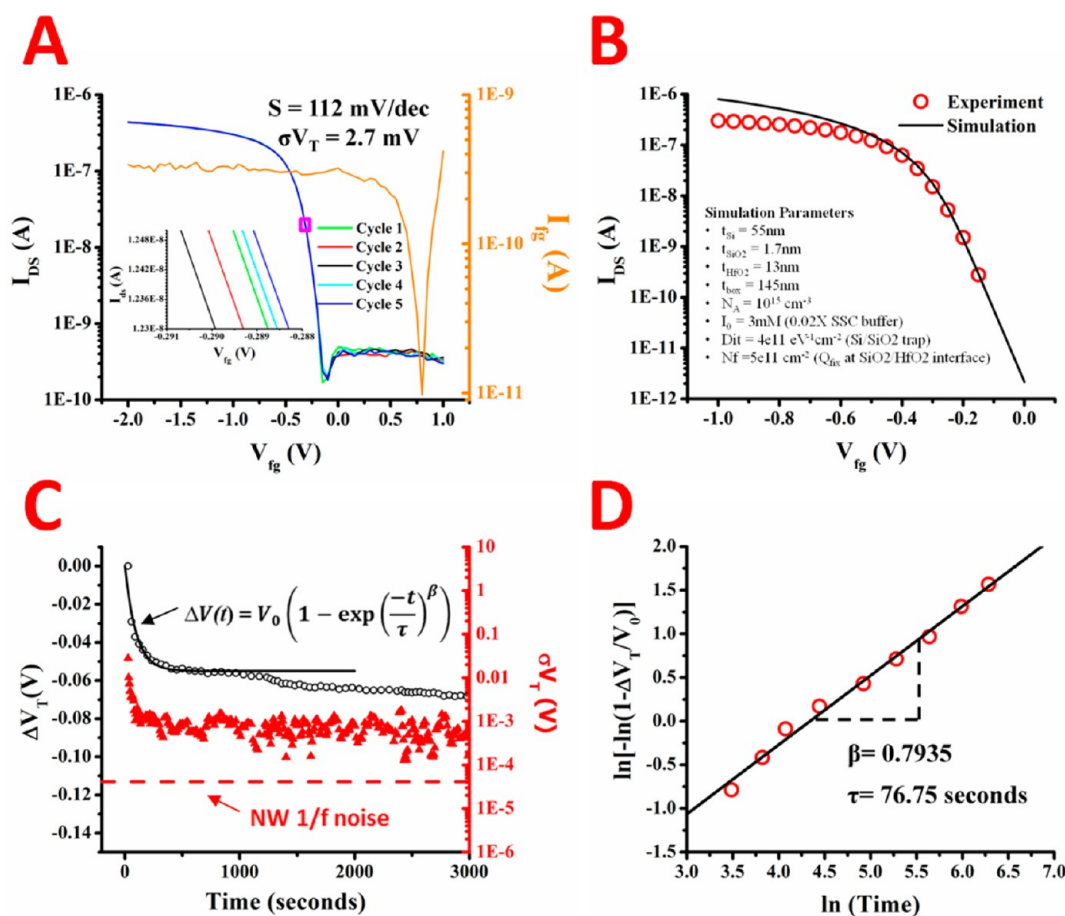 A
S = 112 mV/dec
σV_T = 2.7 mV
1E-6
1E-7
1E-8
1E-9
1E-10
I_DS (A)
1E-9
1E-10
1E-11
I_fg (A)
Cycle 1
Cycle 2
Cycle 3
Cycle 4
Cycle 5
1.248E-8
1.242E-8
1.236E-8
1.23E-8
I_ds (A)
-0.291 -0.290 -0.289 -0.288
V_fg (V)
-2.0 -1.5 -1.0 -0.5 0.0 0.5 1.0
V_fg (V)
B
1E-5
1E-6
1E-7
1E-8
1E-9
1E-10
1E-11
1E-12
I_DS (A)
Experiment
Simulation
Simulation Parameters
• t_Si = 55nm
• t_SiO2 = 1.7nm
• t_HfO2 = 13nm
• t_box = 145nm
• N_A = 10^15 cm^-3
• I_0 = 3mM (0.02X SSC buffer)
• Dit = 4e11 eV^-1cm^-2 (Si/SiO2 trap)
• Nf =5e11 cm^-2 (Q_fix at SiO2/HfO2 interface)
-1.0 -0.8 -0.6 -0.4 -0.2 0.0
V_fg (V)
C
0.00
-0.02
-0.04
-0.06
-0.08
-0.10
-0.12
-0.14
ΔV_T(V)
ΔV(t) = V_0 (1 − exp (−t/τ)^β)
10
1
0.1
0.01
1E-3
1E-4
1E-5
1E-6
σV_T (V)
NW 1/f noise
0 1000 2000 3000
Time (seconds)
D
2.0
1.5
1.0
0.5
0.0
-0.5
-1.0
-1.5
ln[-ln(1-ΔV_T/V_0)]
β= 0.7935
τ= 76.75 seconds
3.0 3.5 4.0 4.5 5.0 5.5 6.0 6.5 7.0
ln (Time)